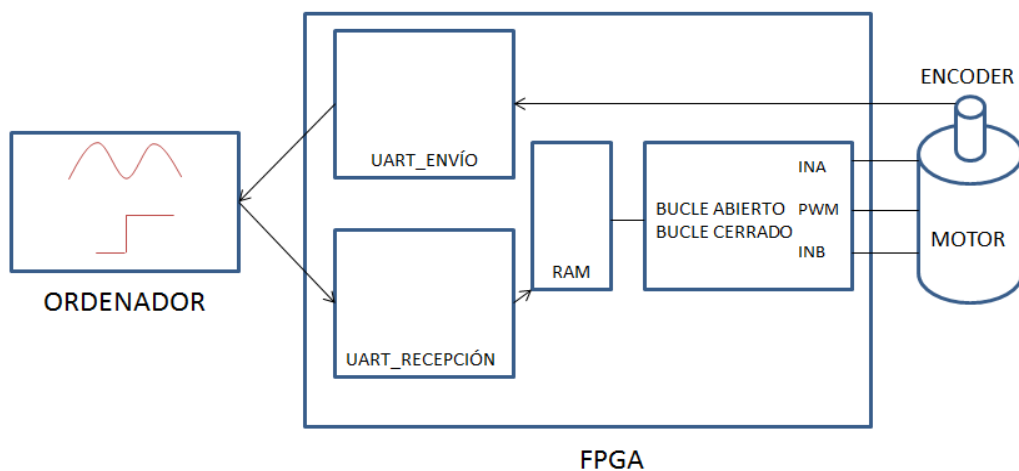 ENCODER
UART_ENVÍO
INA
BUCLE ABIERTO
PWM
BUCLE CERRADO
MOTOR
INB
RAM
ORDENADOR
UART_RECEPCIÓN
FPGA